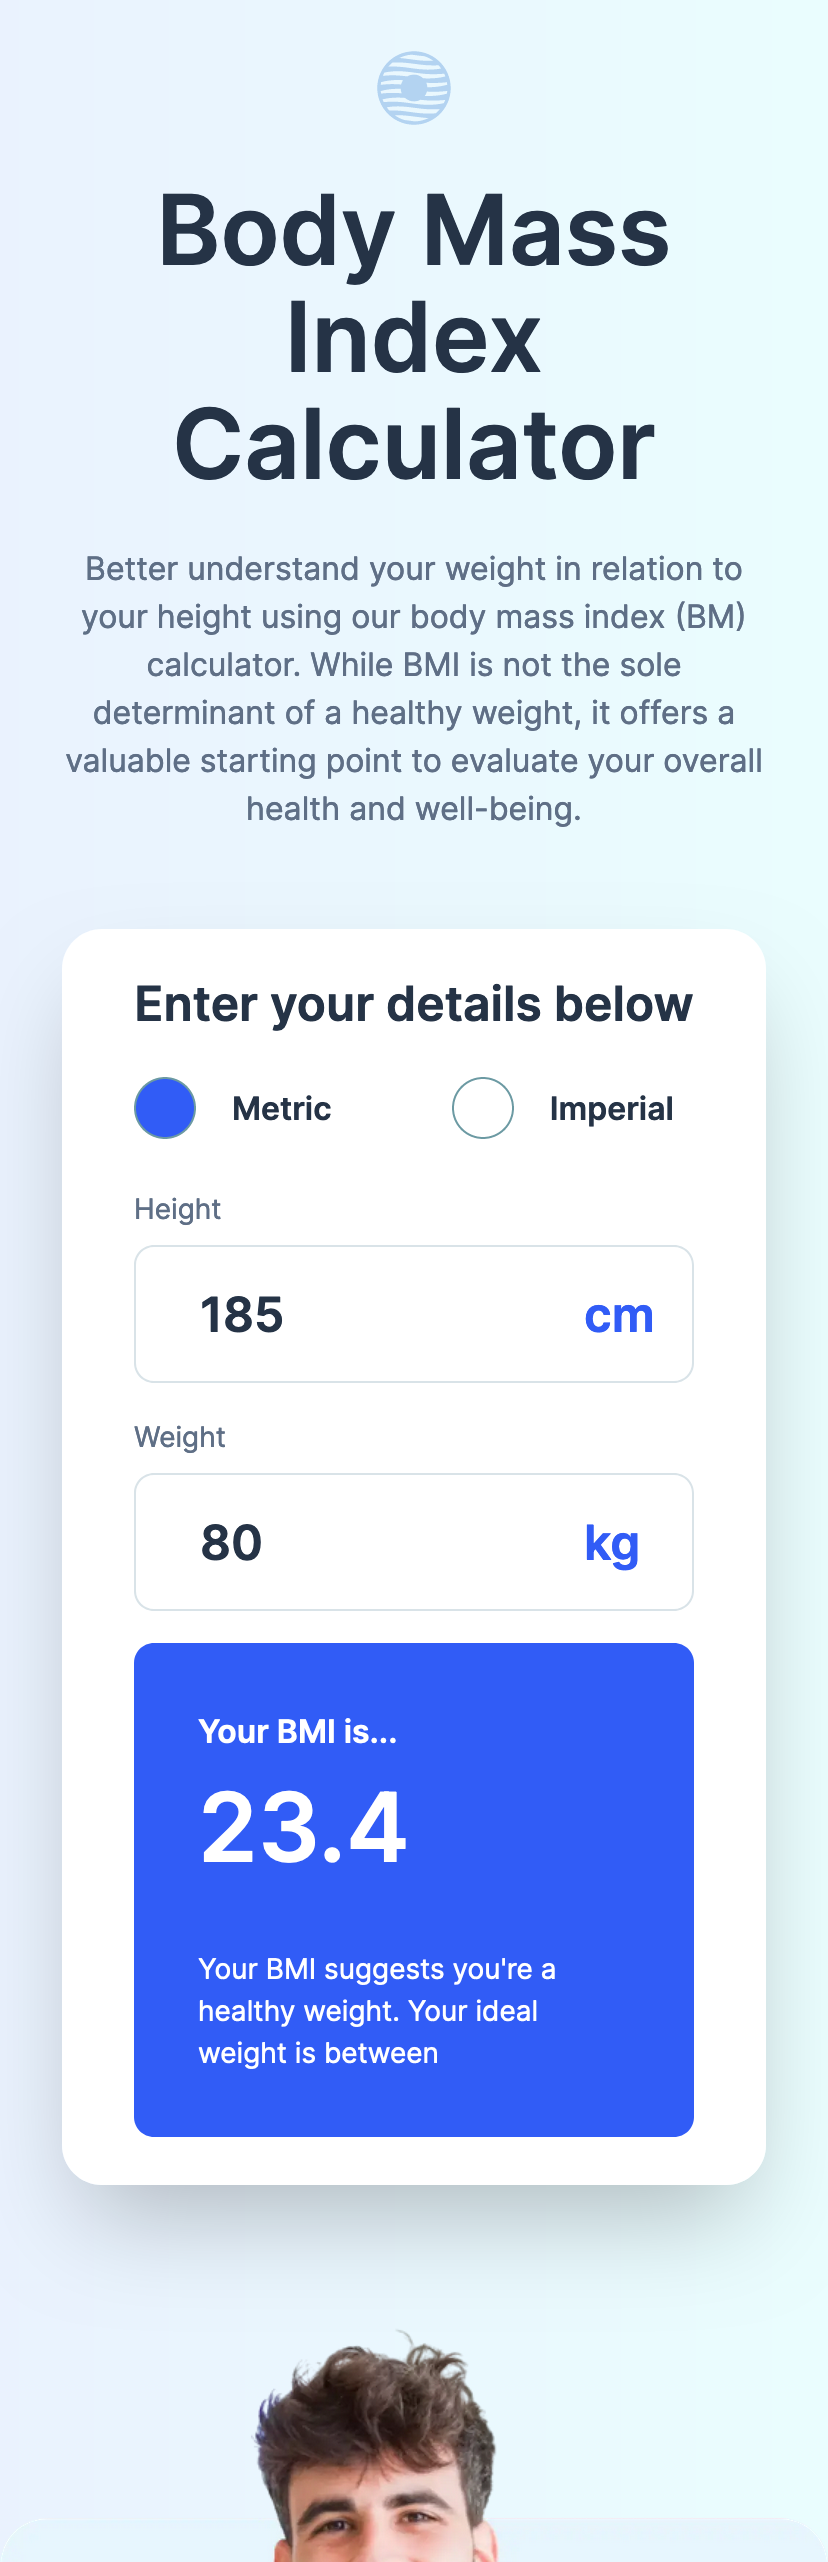 Body Mass
Index
Calculator
Better understand your weight in relation to
your height using our body mass index (BM)
calculator. While BMI is not the sole
determinant of a healthy weight, it offers a
valuable starting point to evaluate your overall
health and well-being.
Enter your details below
Metric Imperial
Height
185 cm
Weight
80 kg
Your BMI is...
23.4
Your BMI suggests you're a
healthy weight. Your ideal
weight is between